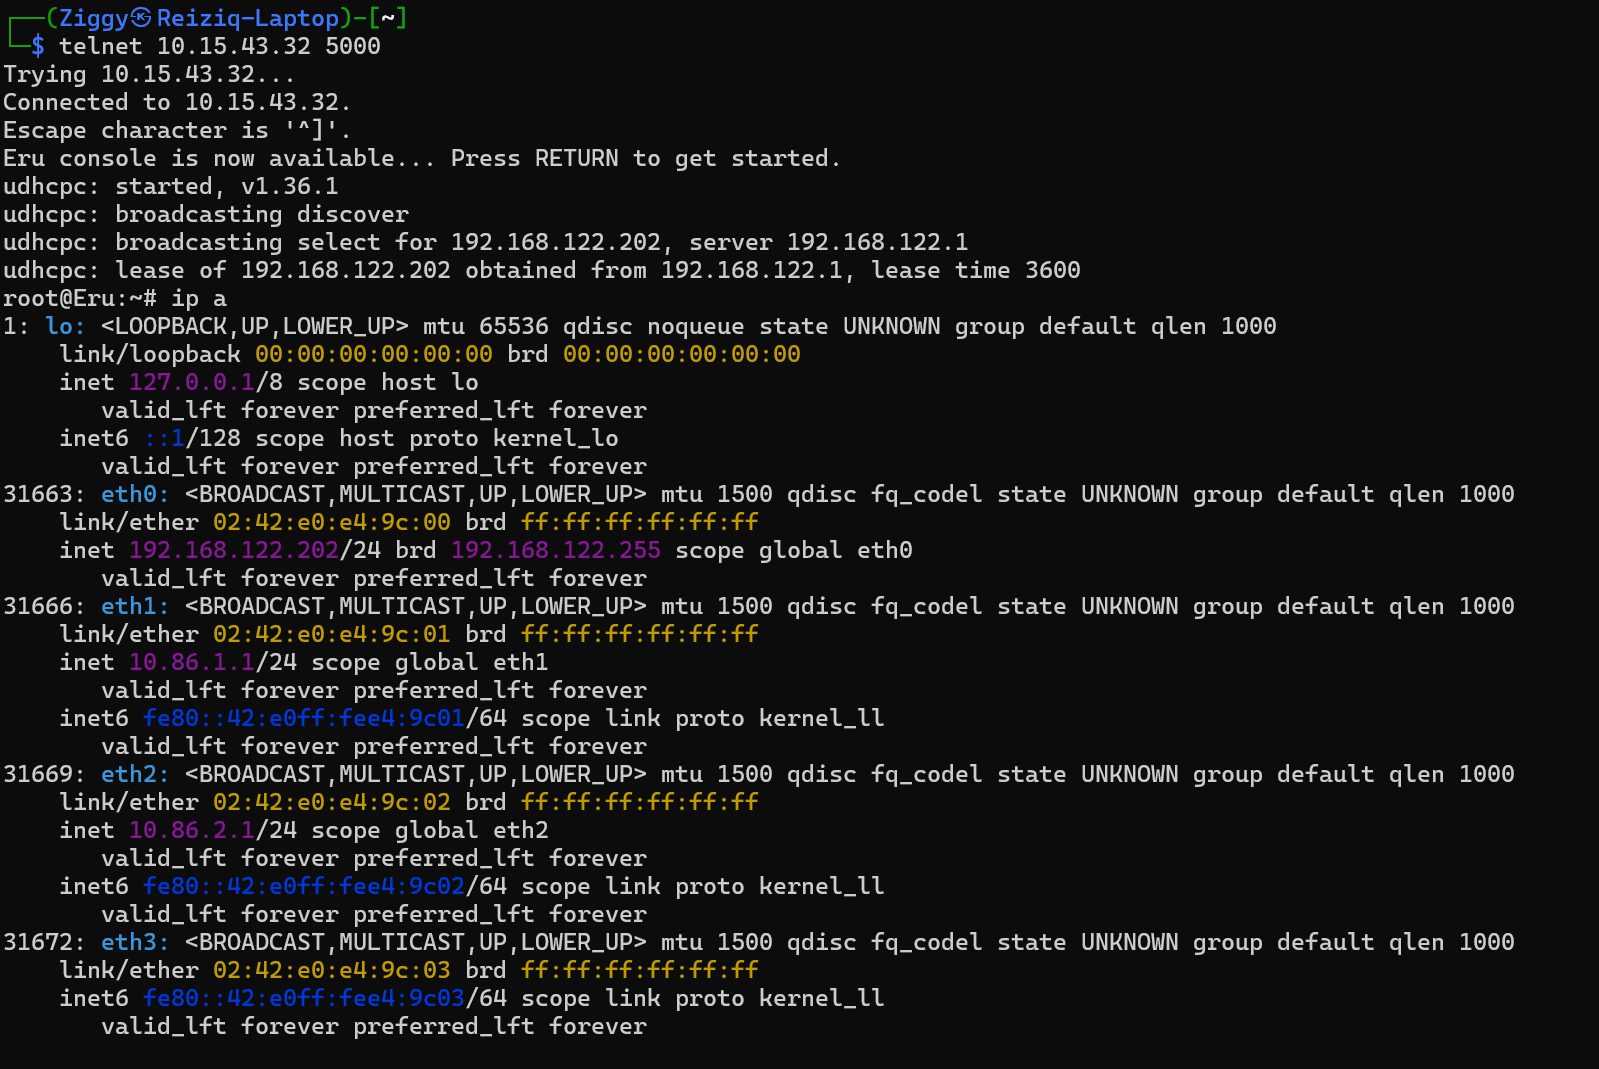 ┌──(Ziggy㉿Reiziq-Laptop)-[~]
└─$ telnet 10.15.43.32 5000
Trying 10.15.43.32...
Connected to 10.15.43.32.
Escape character is '^]'.
Eru console is now available... Press RETURN to get started.
udhcpc: started, v1.36.1
udhcpc: broadcasting discover
udhcpc: broadcasting select for 192.168.122.202, server 192.168.122.1
udhcpc: lease of 192.168.122.202 obtained from 192.168.122.1, lease time 3600
root@Eru:~# ip a
1: lo: <LOOPBACK,UP,LOWER_UP> mtu 65536 qdisc noqueue state UNKNOWN group default qlen 1000
    link/loopback 00:00:00:00:00:00 brd 00:00:00:00:00:00
    inet 127.0.0.1/8 scope host lo
       valid_lft forever preferred_lft forever
    inet6 ::1/128 scope host proto kernel_lo
       valid_lft forever preferred_lft forever
31663: eth0: <BROADCAST,MULTICAST,UP,LOWER_UP> mtu 1500 qdisc fq_codel state UNKNOWN group default qlen 1000
    link/ether 02:42:e0:e4:9c:00 brd ff:ff:ff:ff:ff:ff
    inet 192.168.122.202/24 brd 192.168.122.255 scope global eth0
       valid_lft forever preferred_lft forever
31666: eth1: <BROADCAST,MULTICAST,UP,LOWER_UP> mtu 1500 qdisc fq_codel state UNKNOWN group default qlen 1000
    link/ether 02:42:e0:e4:9c:01 brd ff:ff:ff:ff:ff:ff
    inet 10.86.1.1/24 scope global eth1
       valid_lft forever preferred_lft forever
    inet6 fe80::42:e0ff:fee4:9c01/64 scope link proto kernel_ll
       valid_lft forever preferred_lft forever
31669: eth2: <BROADCAST,MULTICAST,UP,LOWER_UP> mtu 1500 qdisc fq_codel state UNKNOWN group default qlen 1000
    link/ether 02:42:e0:e4:9c:02 brd ff:ff:ff:ff:ff:ff
    inet 10.86.2.1/24 scope global eth2
       valid_lft forever preferred_lft forever
    inet6 fe80::42:e0ff:fee4:9c02/64 scope link proto kernel_ll
       valid_lft forever preferred_lft forever
31672: eth3: <BROADCAST,MULTICAST,UP,LOWER_UP> mtu 1500 qdisc fq_codel state UNKNOWN group default qlen 1000
    link/ether 02:42:e0:e4:9c:03 brd ff:ff:ff:ff:ff:ff
    inet6 fe80::42:e0ff:fee4:9c03/64 scope link proto kernel_ll
       valid_lft forever preferred_lft forever